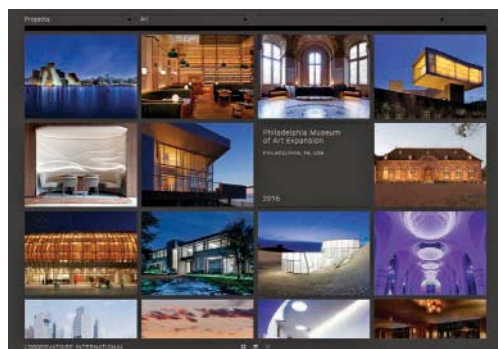 Projects: All
Philadelphia Museum
of Art Expansion
PHILADELPHIA, PA, USA
2016
L'OBSERVATOIRE INTERNATIONAL